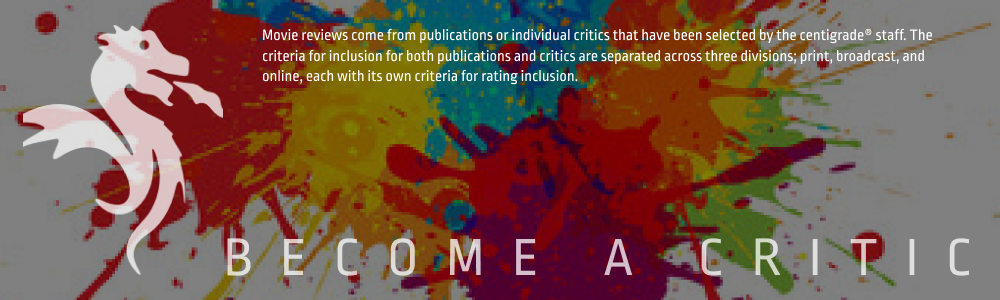 Movie reviews come from publications or individual critics that have been selected by the centigrade® staff. The
criteria for inclusion for both publications and critics are separated across three divisions; print, broadcast, and
online, each with its own criteria for rating inclusion.
BECOME A CRITIC